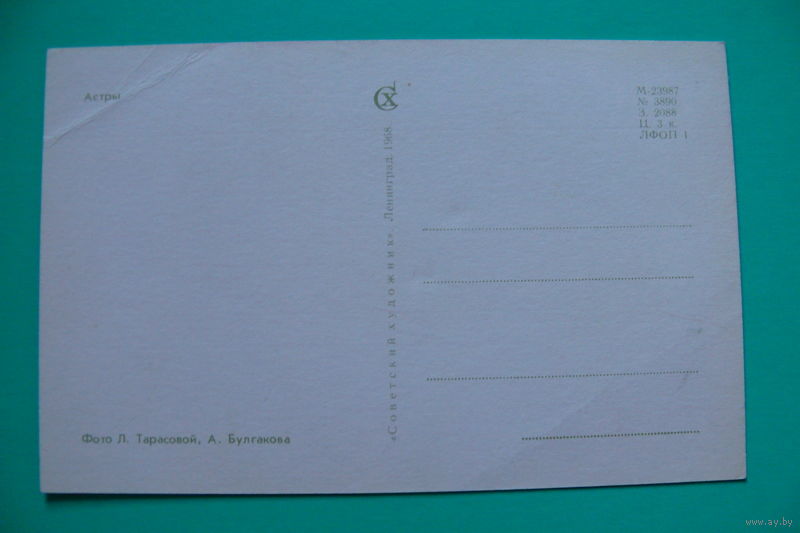 Астры
СХ
М-23987
№ 3890
З. 2088
Ц. 3 к.
ЛФОП 1
«Советский художник». Ленинград. 1968
Фото Л. Тарасовой, А. Булгакова
www.ay.by